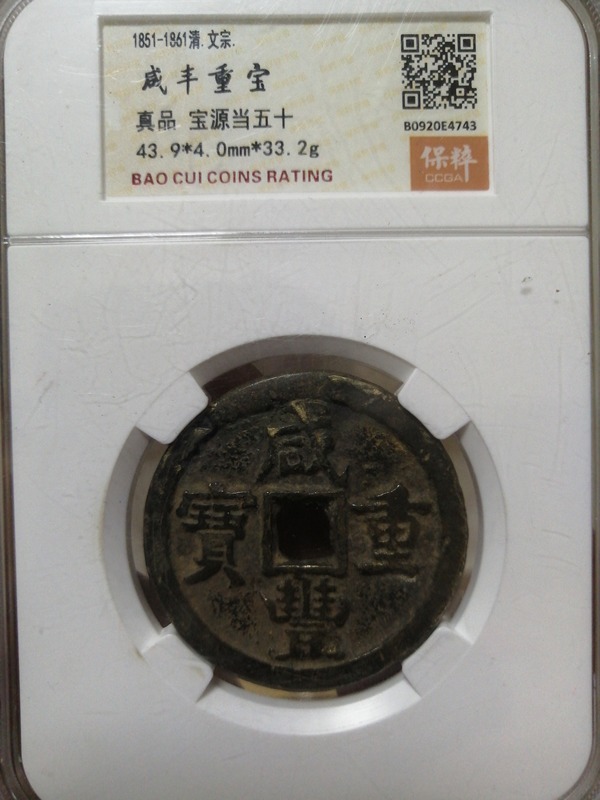 1851-1861清.文宗.
咸丰重宝
真品 宝源当五十
43.9*4.0mm*33.2g
BAO CUI COINS RATING
B0920E4743
保粹
CCGA
咸
寶 重
豐